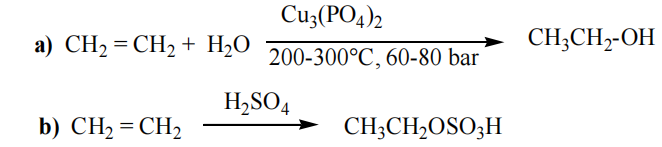 Cu₃(PO₄)₂
a) CH₂ = CH₂ + H₂O
200-300°C, 60-80 bar
CH₃CH₂-OH
H₂SO₄
b) CH₂ = CH₂
CH₃CH₂OSO₃H